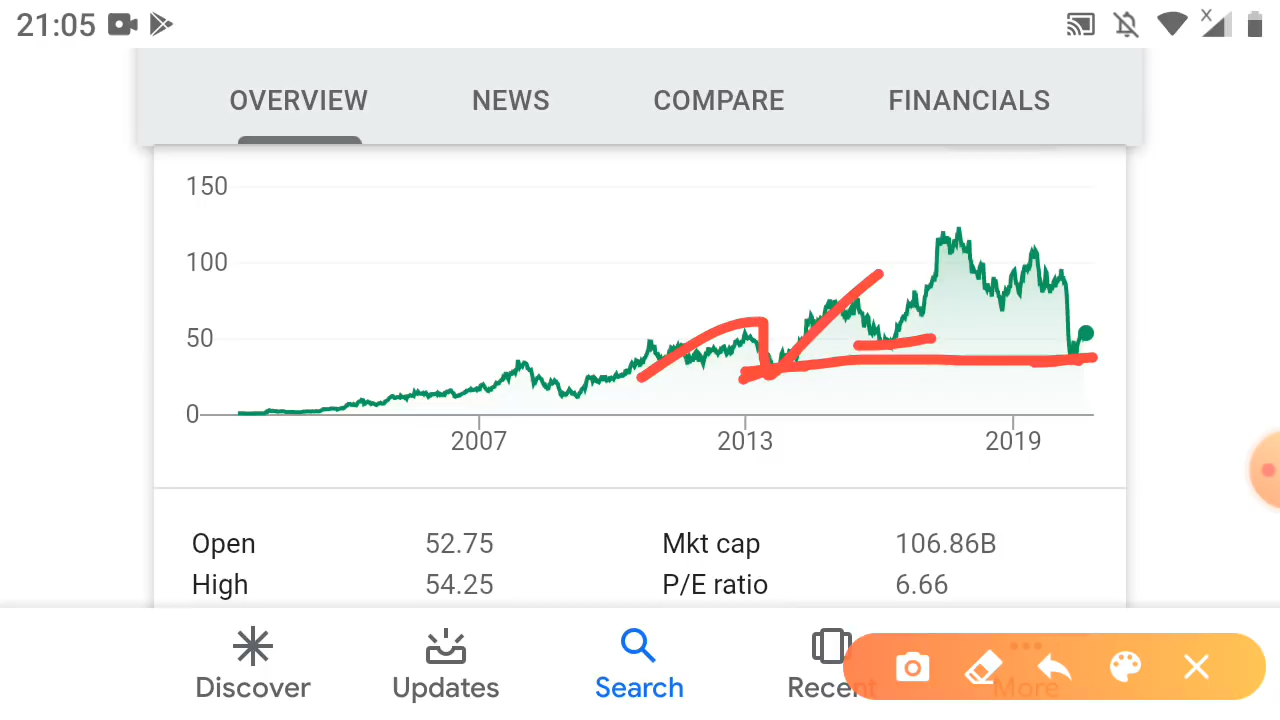 21:05
OVERVIEW NEWS COMPARE FINANCIALS
150
100
50
0
2007 2013 2019
Open 52.75 Mkt cap 106.86B
High 54.25 P/E ratio 6.66
Discover Updates Search Recent More